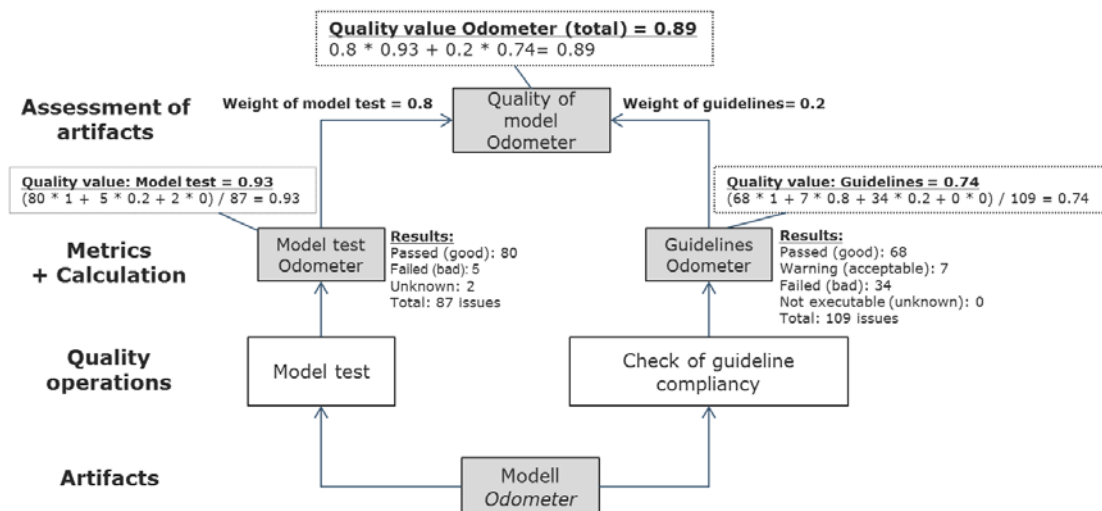 Quality value Odometer (total) = 0.89
0.8 * 0.93 + 0.2 * 0.74= 0.89
Assessment of
artifacts
Weight of model test = 0.8
Quality of
model
Odometer
Weight of guidelines= 0.2
Quality value: Model test = 0.93
(80 * 1 +  5 * 0.2 + 2 * 0) / 87 = 0.93
Quality value: Guidelines = 0.74
(68 * 1 + 7 * 0.8 + 34 * 0.2 + 0 * 0) / 109 = 0.74
Metrics
+ Calculation
Model test
Odometer
Results:
Passed (good): 80
Failed (bad): 5
Unknown: 2
Total: 87 issues
Guidelines
Odometer
Results:
Passed (good): 68
Warning (acceptable): 7
Failed (bad): 34
Not executable (unknown): 0
Total: 109 issues
Quality
operations
Model test
Check of guideline
compliancy
Artifacts
Modell
Odometer